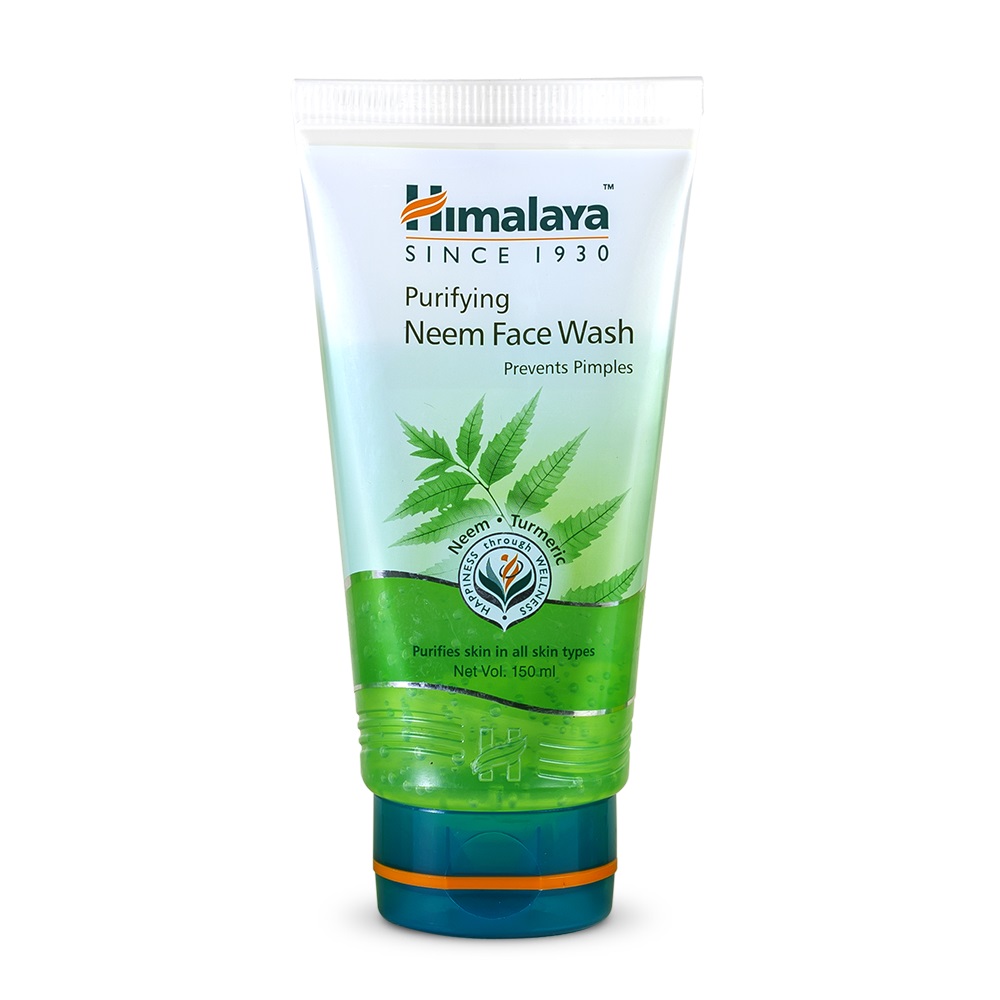 Himalaya™
SINCE 1930
Purifying
Neem Face Wash
Prevents Pimples
Neem • Turmeric
HAPPINESS through WELLNESS
Purifies skin in all skin types
Net Vol. 150 ml
H